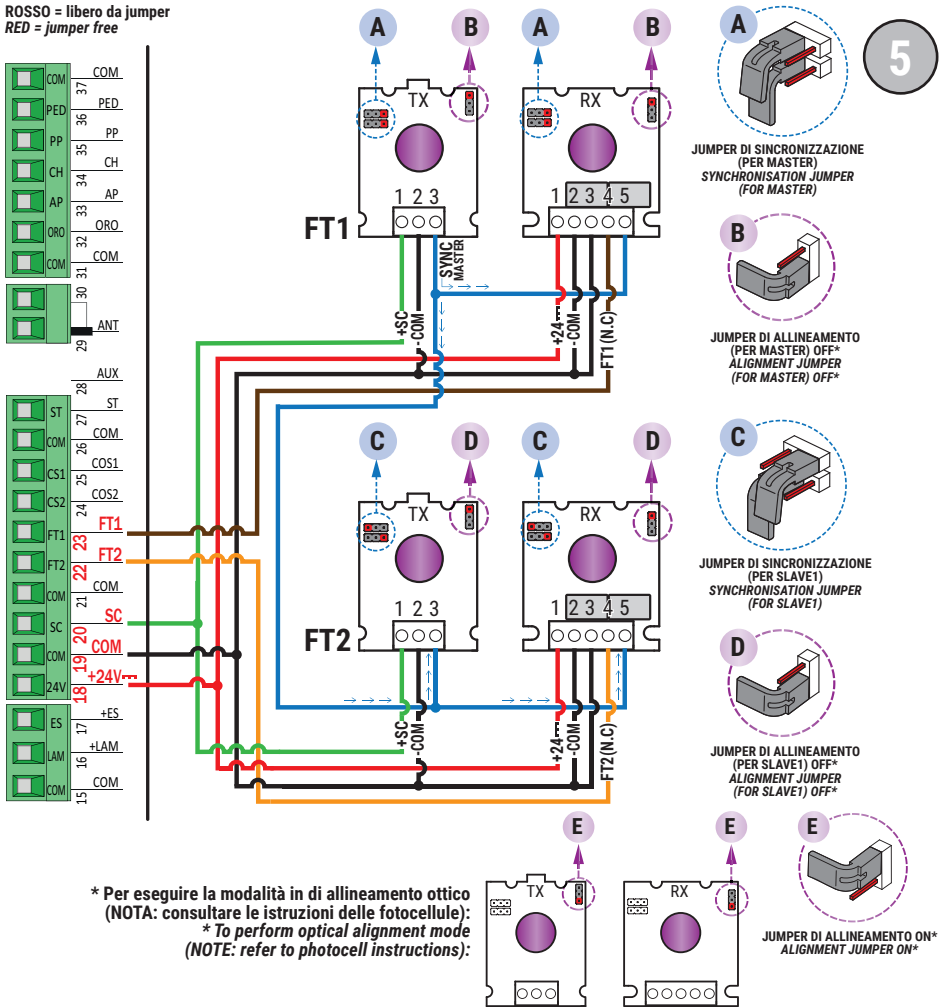 ROSSO = libero da jumper
RED = jumper free
5
COM
37
COM
PED
36
PED
PP
35
PP
CH
34
CH
AP
33
AP
ORO
32
ORO
COM
31
COM
30
29
ANT
28
AUX
ST
27
ST
COM
26
COM
CS1
25
COS1
CS2
24
COS2
FT1
23
FT1
FT2
22
FT2
COM
21
COM
SC
20
SC
COM
19
COM
24V
18
+24V
ES
17
+ES
LAM
16
+LAM
COM
15
COM
A
B
A
B
TX
RX
1 2 3
1 2 3 4 5
FT1
SYNC
MASTER
+SC
-COM
+24
-COM
FT1(N.C)
C
D
C
D
TX
RX
1 2 3
1 2 3 4 5
FT2
+SC
-COM
+24
-COM
FT2(N.C)
A
JUMPER DI SINCRONIZZAZIONE
(PER MASTER)
SYNCHRONISATION JUMPER
(FOR MASTER)
B
JUMPER DI ALLINEAMENTO
(PER MASTER) OFF*
ALIGNMENT JUMPER
(FOR MASTER) OFF*
C
JUMPER DI SINCRONIZZAZIONE
(PER SLAVE1)
SYNCHRONISATION JUMPER
(FOR SLAVE1)
D
JUMPER DI ALLINEAMENTO
(PER SLAVE1) OFF*
ALIGNMENT JUMPER
(FOR SLAVE1) OFF*
* Per eseguire la modalità in di allineamento ottico
(NOTA: consultare le istruzioni delle fotocellule):
* To perform optical alignment mode
(NOTE: refer to photocell instructions):
E
E
TX
RX
E
JUMPER DI ALLINEAMENTO ON*
ALIGNMENT JUMPER ON*